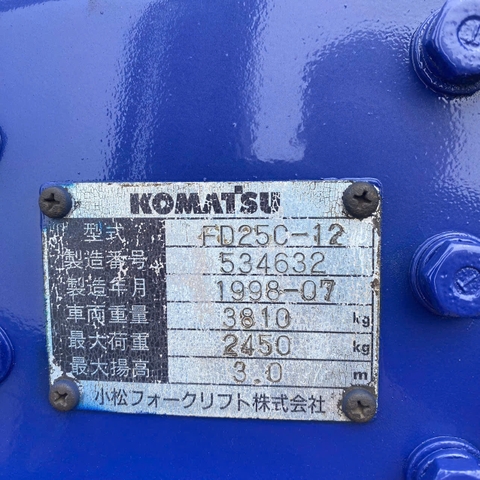 KOMATSU
型式 FD25C-12
製造番号 534632
製造年月 1998-07
車両重量 3810 kg
最大荷重 2450 kg
最大揚高 3.0 m
小松フォークリフト株式会社